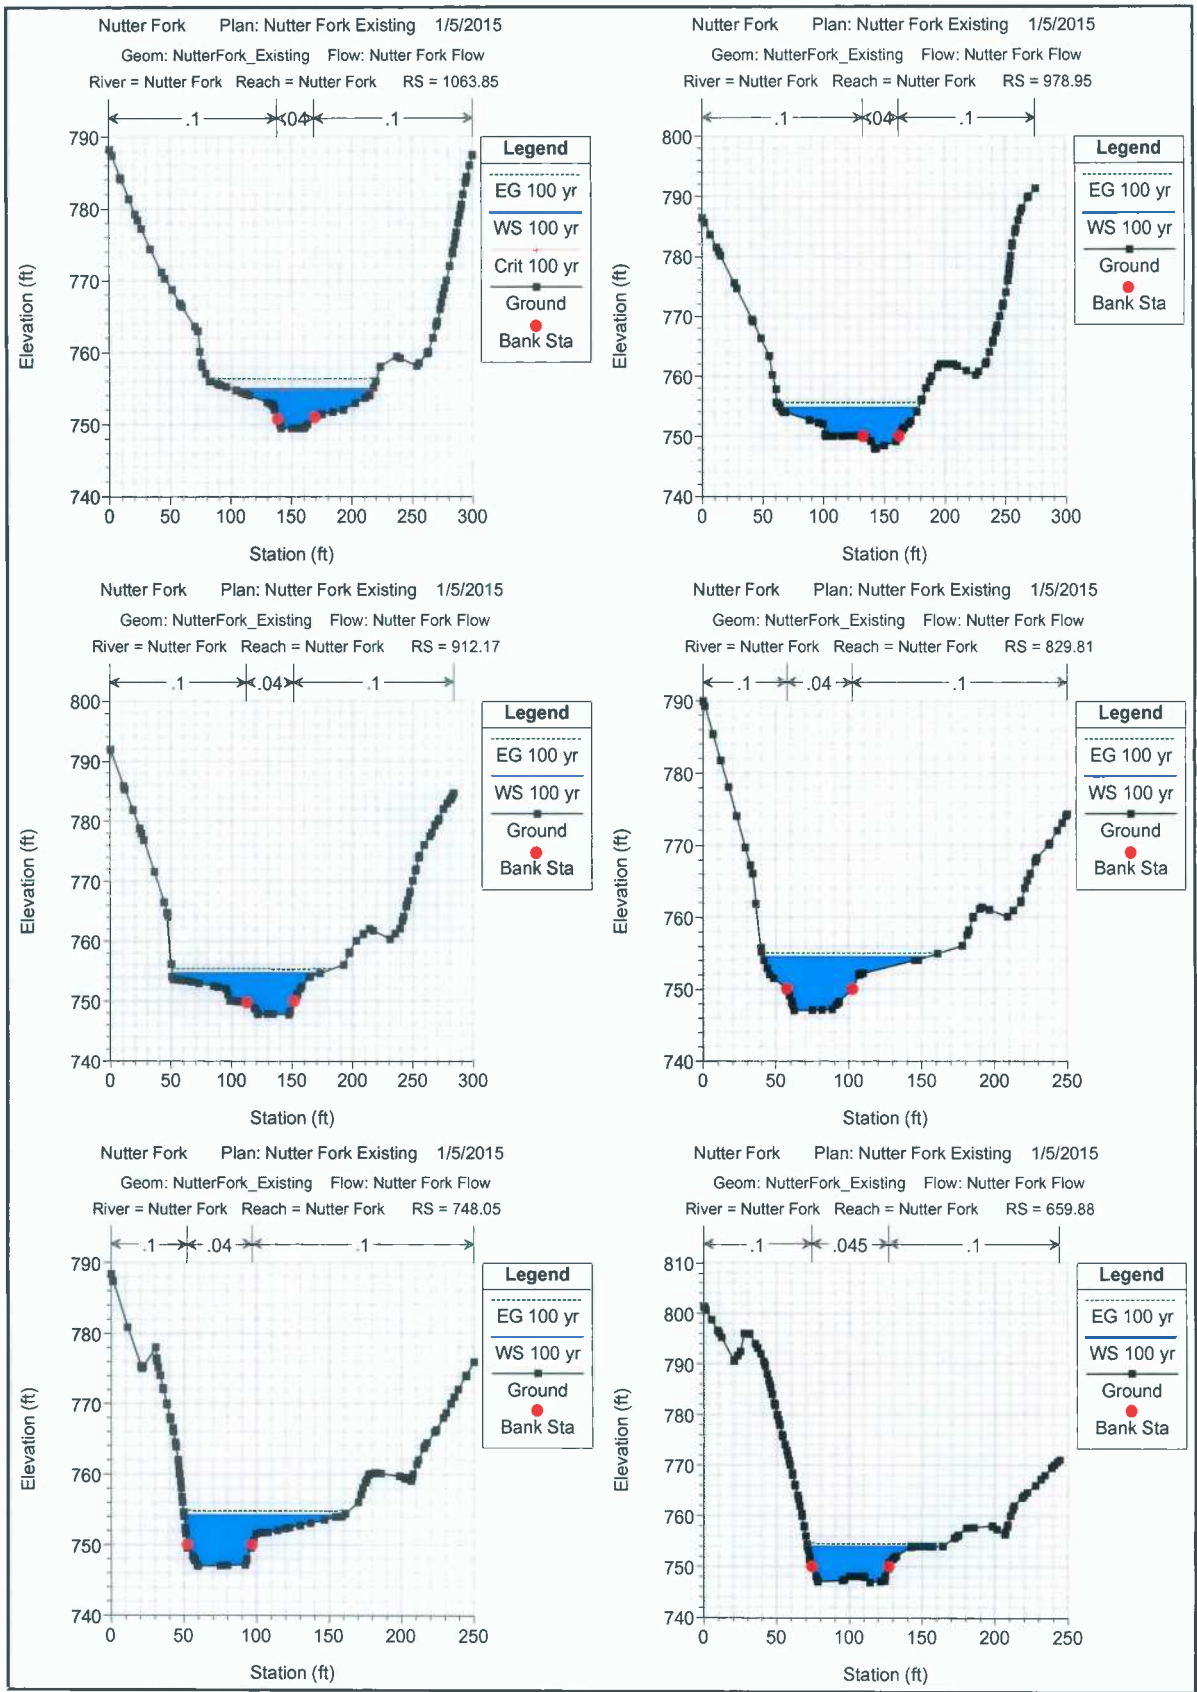 Nutter Fork Plan: Nutter Fork Existing 1/5/2015
Geom: NutterFork_Existing Flow: Nutter Fork Flow
River = Nutter Fork Reach = Nutter Fork RS = 1063.85
.1 .04 .1
790
780
770
760
750
740
0 50 100 150 200 250 300
Elevation (ft)
Station (ft)
Legend
EG 100 yr
WS 100 yr
Crit 100 yr
Ground
Bank Sta
Nutter Fork Plan: Nutter Fork Existing 1/5/2015
Geom: NutterFork_Existing Flow: Nutter Fork Flow
River = Nutter Fork Reach = Nutter Fork RS = 978.95
.1 .04 .1
800
790
780
770
760
750
740
0 50 100 150 200 250 300
Elevation (ft)
Station (ft)
Legend
EG 100 yr
WS 100 yr
Ground
Bank Sta
Nutter Fork Plan: Nutter Fork Existing 1/5/2015
Geom: NutterFork_Existing Flow: Nutter Fork Flow
River = Nutter Fork Reach = Nutter Fork RS = 912.17
.1 .04 .1
800
790
780
770
760
750
740
0 50 100 150 200 250 300
Elevation (ft)
Station (ft)
Legend
EG 100 yr
WS 100 yr
Ground
Bank Sta
Nutter Fork Plan: Nutter Fork Existing 1/5/2015
Geom: NutterFork_Existing Flow: Nutter Fork Flow
River = Nutter Fork Reach = Nutter Fork RS = 829.81
.1 .04 .1
790
780
770
760
750
740
0 50 100 150 200 250
Elevation (ft)
Station (ft)
Legend
EG 100 yr
WS 100 yr
Ground
Bank Sta
Nutter Fork Plan: Nutter Fork Existing 1/5/2015
Geom: NutterFork_Existing Flow: Nutter Fork Flow
River = Nutter Fork Reach = Nutter Fork RS = 748.05
.1 .04 .1
790
780
770
760
750
740
0 50 100 150 200 250
Elevation (ft)
Station (ft)
Legend
EG 100 yr
WS 100 yr
Ground
Bank Sta
Nutter Fork Plan: Nutter Fork Existing 1/5/2015
Geom: NutterFork_Existing Flow: Nutter Fork Flow
River = Nutter Fork Reach = Nutter Fork RS = 659.88
.1 .045 .1
810
800
790
780
770
760
750
740
0 50 100 150 200 250
Elevation (ft)
Station (ft)
Legend
EG 100 yr
WS 100 yr
Ground
Bank Sta